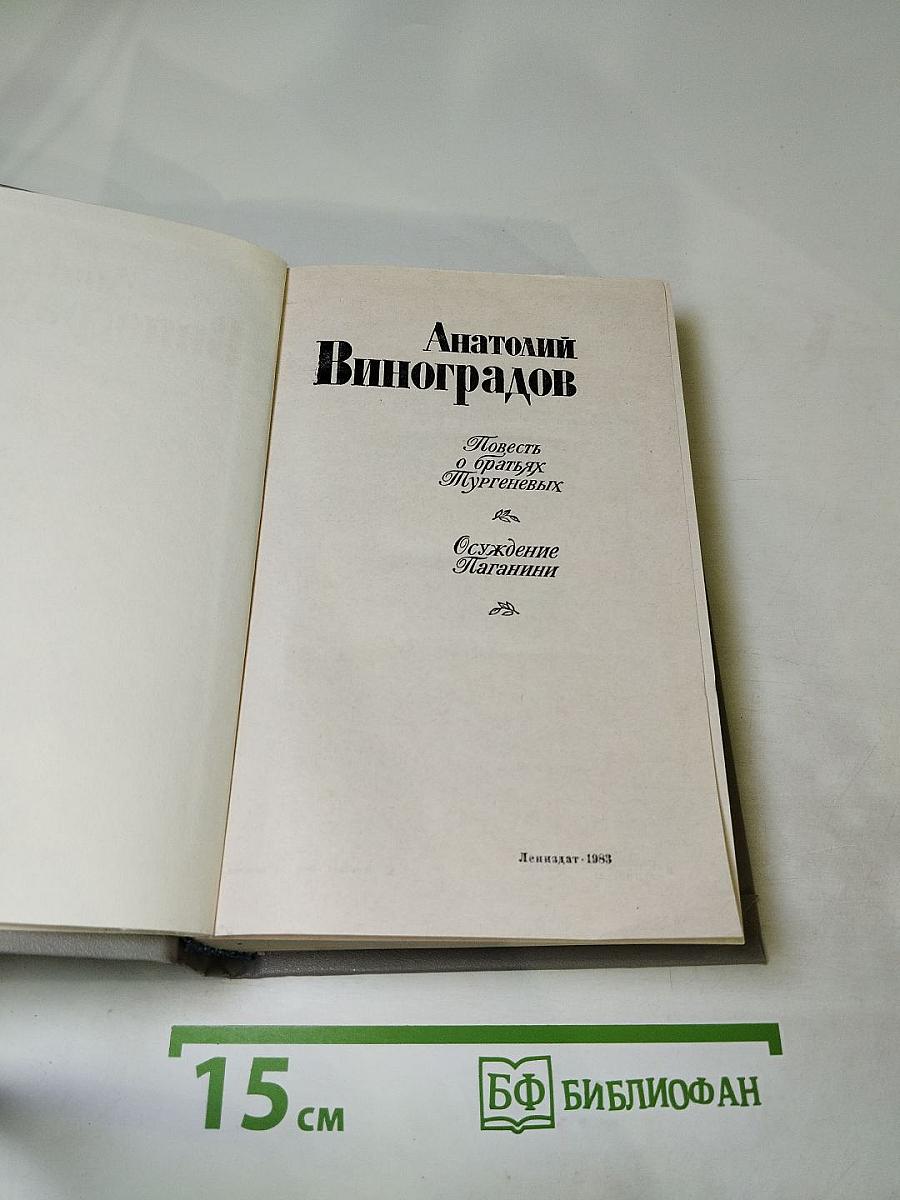 Анатолий
Виноградов
Повесть
о братьях
Тургеневых
Осуждение
Паганини
Лениздат·1983
15 см
БФ БИБЛИОФАН